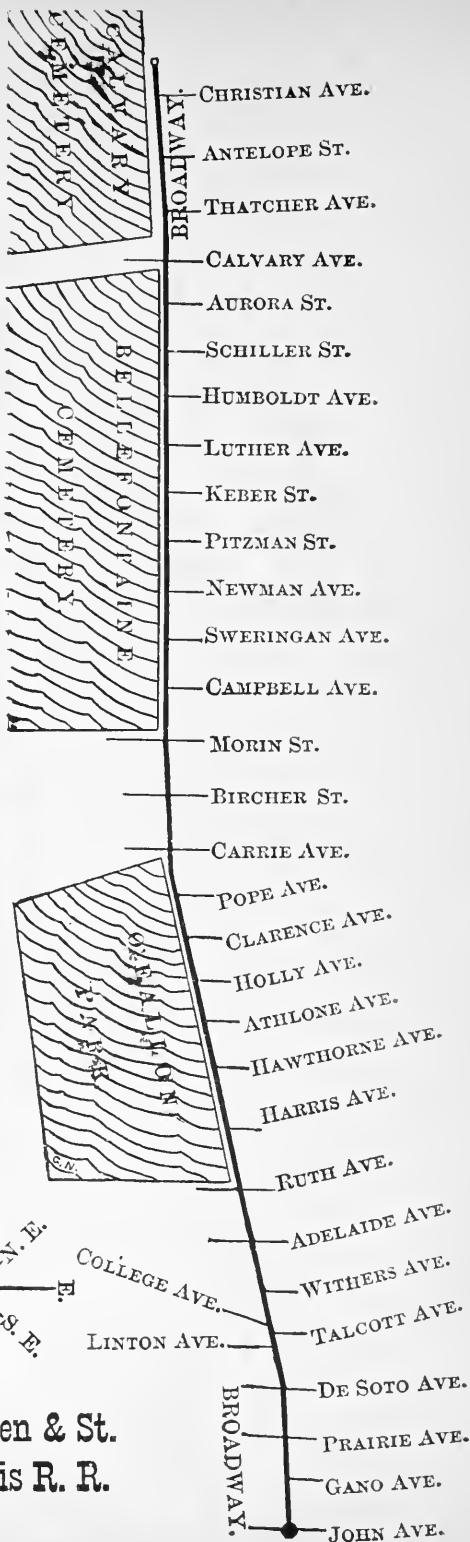 CALVARY
CEMETERY
BROADWAY.
CHRISTIAN AVE.
ANTELOPE ST.
THATCHER AVE.
CALVARY AVE.
AURORA ST.
SCHILLER ST.
HUMBOLDT AVE.
LUTHER AVE.
KEBER ST.
PITZMAN ST.
NEWMAN AVE.
SWERINGAN AVE.
CAMPBELL AVE.
BELLEFONTAINE
CEMETERY
MORIN ST.
BIRCHER ST.
CARRIE AVE.
POPE AVE.
CLARENCE AVE.
HOLLY AVE.
ATHLONE AVE.
HAWTHORNE AVE.
HARRIS AVE.
O'FALLON
PARK
C.N.
RUTH AVE.
ADELAIDE AVE.
WITHERS AVE.
TALCOTT AVE.
COLLEGE AVE.
LINTON AVE.
N. E.
E.
S. E.
DE SOTO AVE.
PRAIRIE AVE.
GANO AVE.
JOHN AVE.
BROADWAY.
en & St.
is R. R.